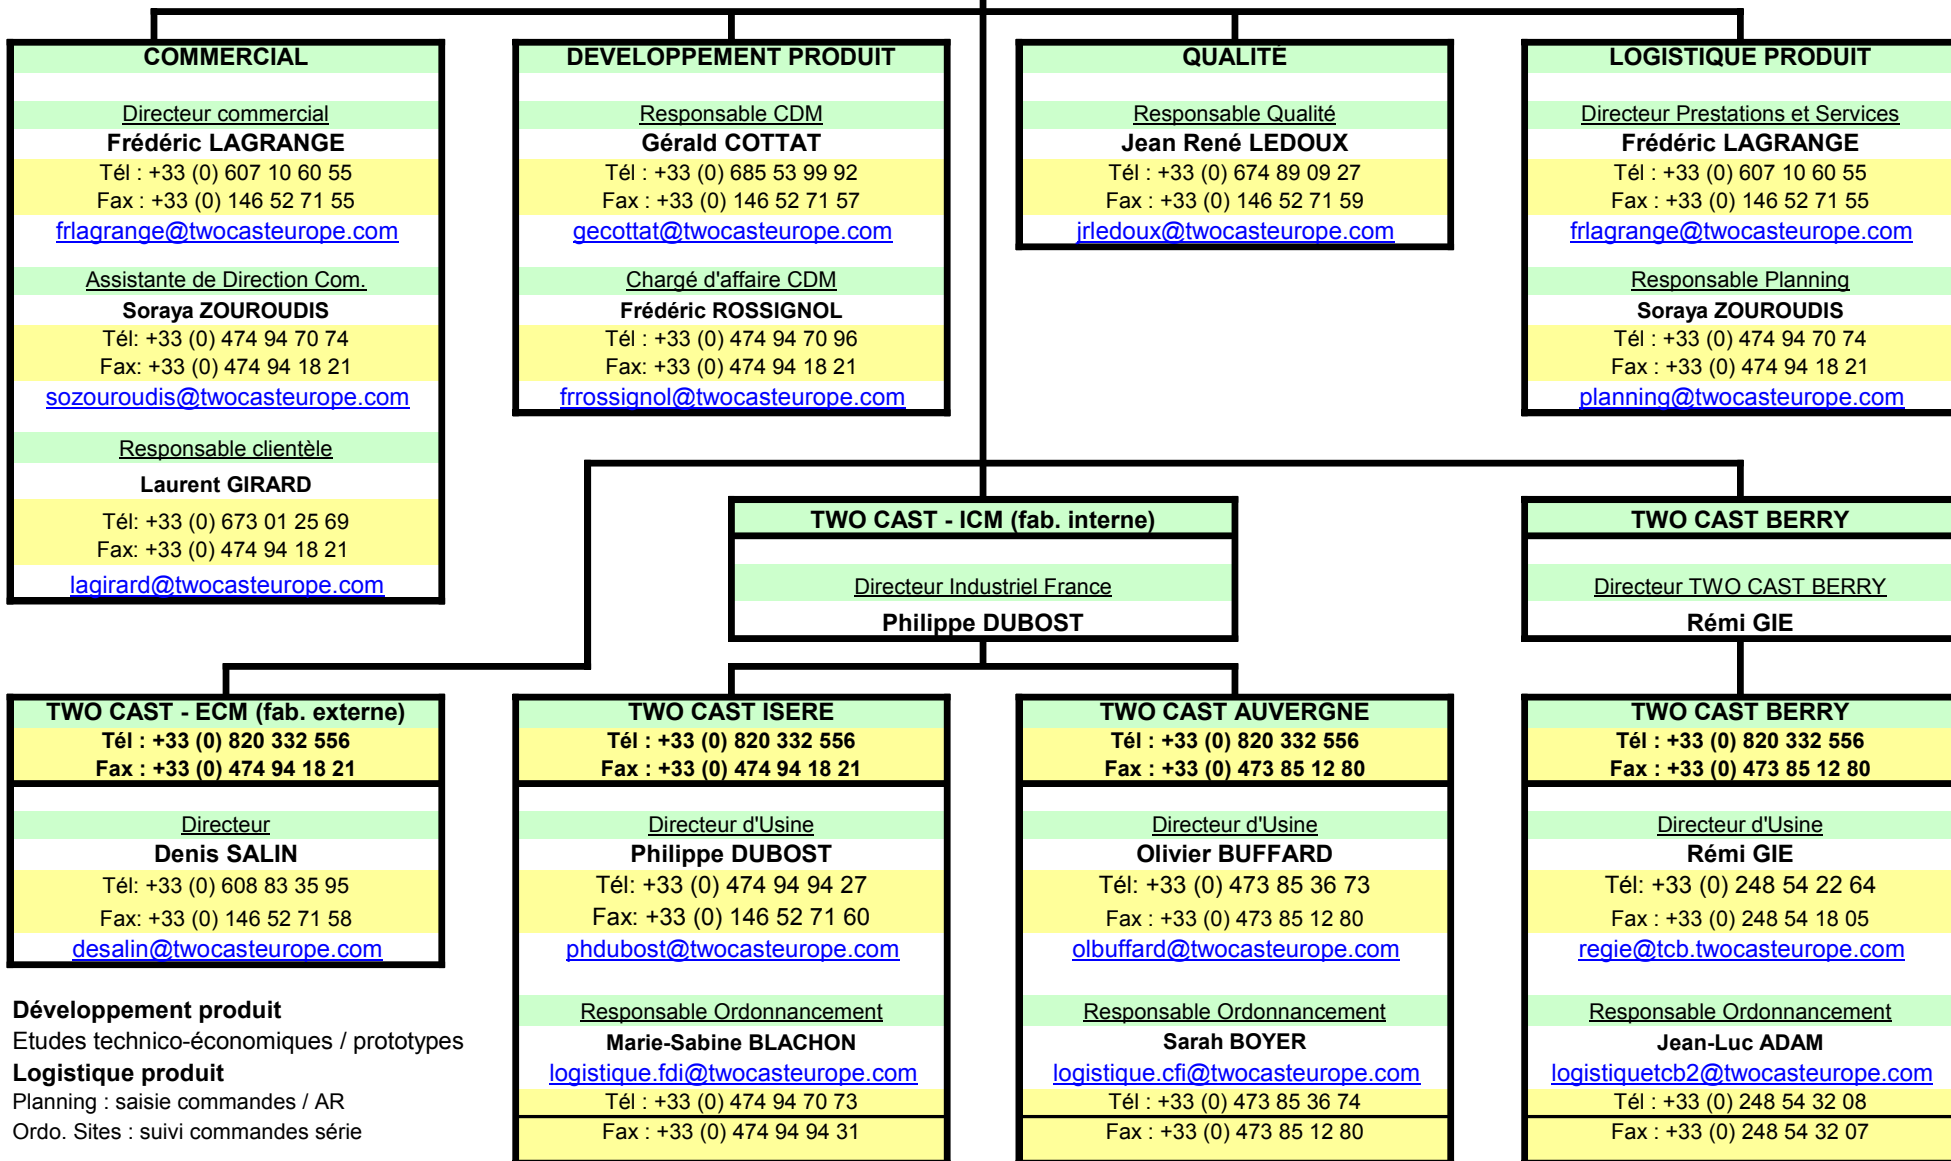 COMMERCIAL
Directeur commercial
Frédéric LAGRANGE
Tél : +33 (0) 607 10 60 55
Fax : +33 (0) 146 52 71 55
frlagrange@twocasteurope.com
Assistante de Direction Com.
Soraya ZOUROUDIS
Tél: +33 (0) 474 94 70 74
Fax: +33 (0) 474 94 18 21
sozouroudis@twocasteurope.com
Responsable clientèle
Laurent GIRARD
Tél: +33 (0) 673 01 25 69
Fax: +33 (0) 474 94 18 21
lagirard@twocasteurope.com
DEVELOPPEMENT PRODUIT
Responsable CDM
Gérald COTTAT
Tél : +33 (0) 685 53 99 92
Fax : +33 (0) 146 52 71 57
gecottat@twocasteurope.com
Chargé d'affaire CDM
Frédéric ROSSIGNOL
Tél : +33 (0) 474 94 70 96
Fax: +33 (0) 474 94 18 21
frrossignol@twocasteurope.com
QUALITÉ
Responsable Qualité
Jean René LEDOUX
Tél : +33 (0) 674 89 09 27
Fax : +33 (0) 146 52 71 59
jrledoux@twocasteurope.com
LOGISTIQUE PRODUIT
Directeur Prestations et Services
Frédéric LAGRANGE
Tél : +33 (0) 607 10 60 55
Fax : +33 (0) 146 52 71 55
frlagrange@twocasteurope.com
Responsable Planning
Soraya ZOUROUDIS
Tél : +33 (0) 474 94 70 74
Fax : +33 (0) 474 94 18 21
planning@twocasteurope.com
TWO CAST - ICM (fab. interne)
Directeur Industriel France
Philippe DUBOST
TWO CAST BERRY
Directeur TWO CAST BERRY
Rémi GIE
TWO CAST - ECM (fab. externe)
Tél : +33 (0) 820 332 556
Fax : +33 (0) 474 94 18 21
Directeur
Denis SALIN
Tél: +33 (0) 608 83 35 95
Fax: +33 (0) 146 52 71 58
desalin@twocasteurope.com
TWO CAST ISERE
Tél : +33 (0) 820 332 556
Fax : +33 (0) 474 94 18 21
Directeur d'Usine
Philippe DUBOST
Tél: +33 (0) 474 94 94 27
Fax: +33 (0) 146 52 71 60
phdubost@twocasteurope.com
Responsable Ordonnancement
Marie-Sabine BLACHON
logistique.fdi@twocasteurope.com
Tél : +33 (0) 474 94 70 73
Fax : +33 (0) 474 94 94 31
TWO CAST AUVERGNE
Tél : +33 (0) 820 332 556
Fax : +33 (0) 473 85 12 80
Directeur d'Usine
Olivier BUFFARD
Tél: +33 (0) 473 85 36 73
Fax : +33 (0) 473 85 12 80
olbuffard@twocasteurope.com
Responsable Ordonnancement
Sarah BOYER
logistique.cfi@twocasteurope.com
Tél : +33 (0) 473 85 36 74
Fax : +33 (0) 473 85 12 80
TWO CAST BERRY
Tél : +33 (0) 820 332 556
Fax : +33 (0) 473 85 12 80
Directeur d'Usine
Rémi GIE
Tél: +33 (0) 248 54 22 64
Fax : +33 (0) 248 54 18 05
regie@tcb.twocasteurope.com
Responsable Ordonnancement
Jean-Luc ADAM
logistiquetcb2@twocasteurope.com
Tél : +33 (0) 248 54 32 08
Fax : +33 (0) 248 54 32 07
Développement produit
Etudes technico-économiques / prototypes
Logistique produit
Planning : saisie commandes / AR
Ordo. Sites : suivi commandes série